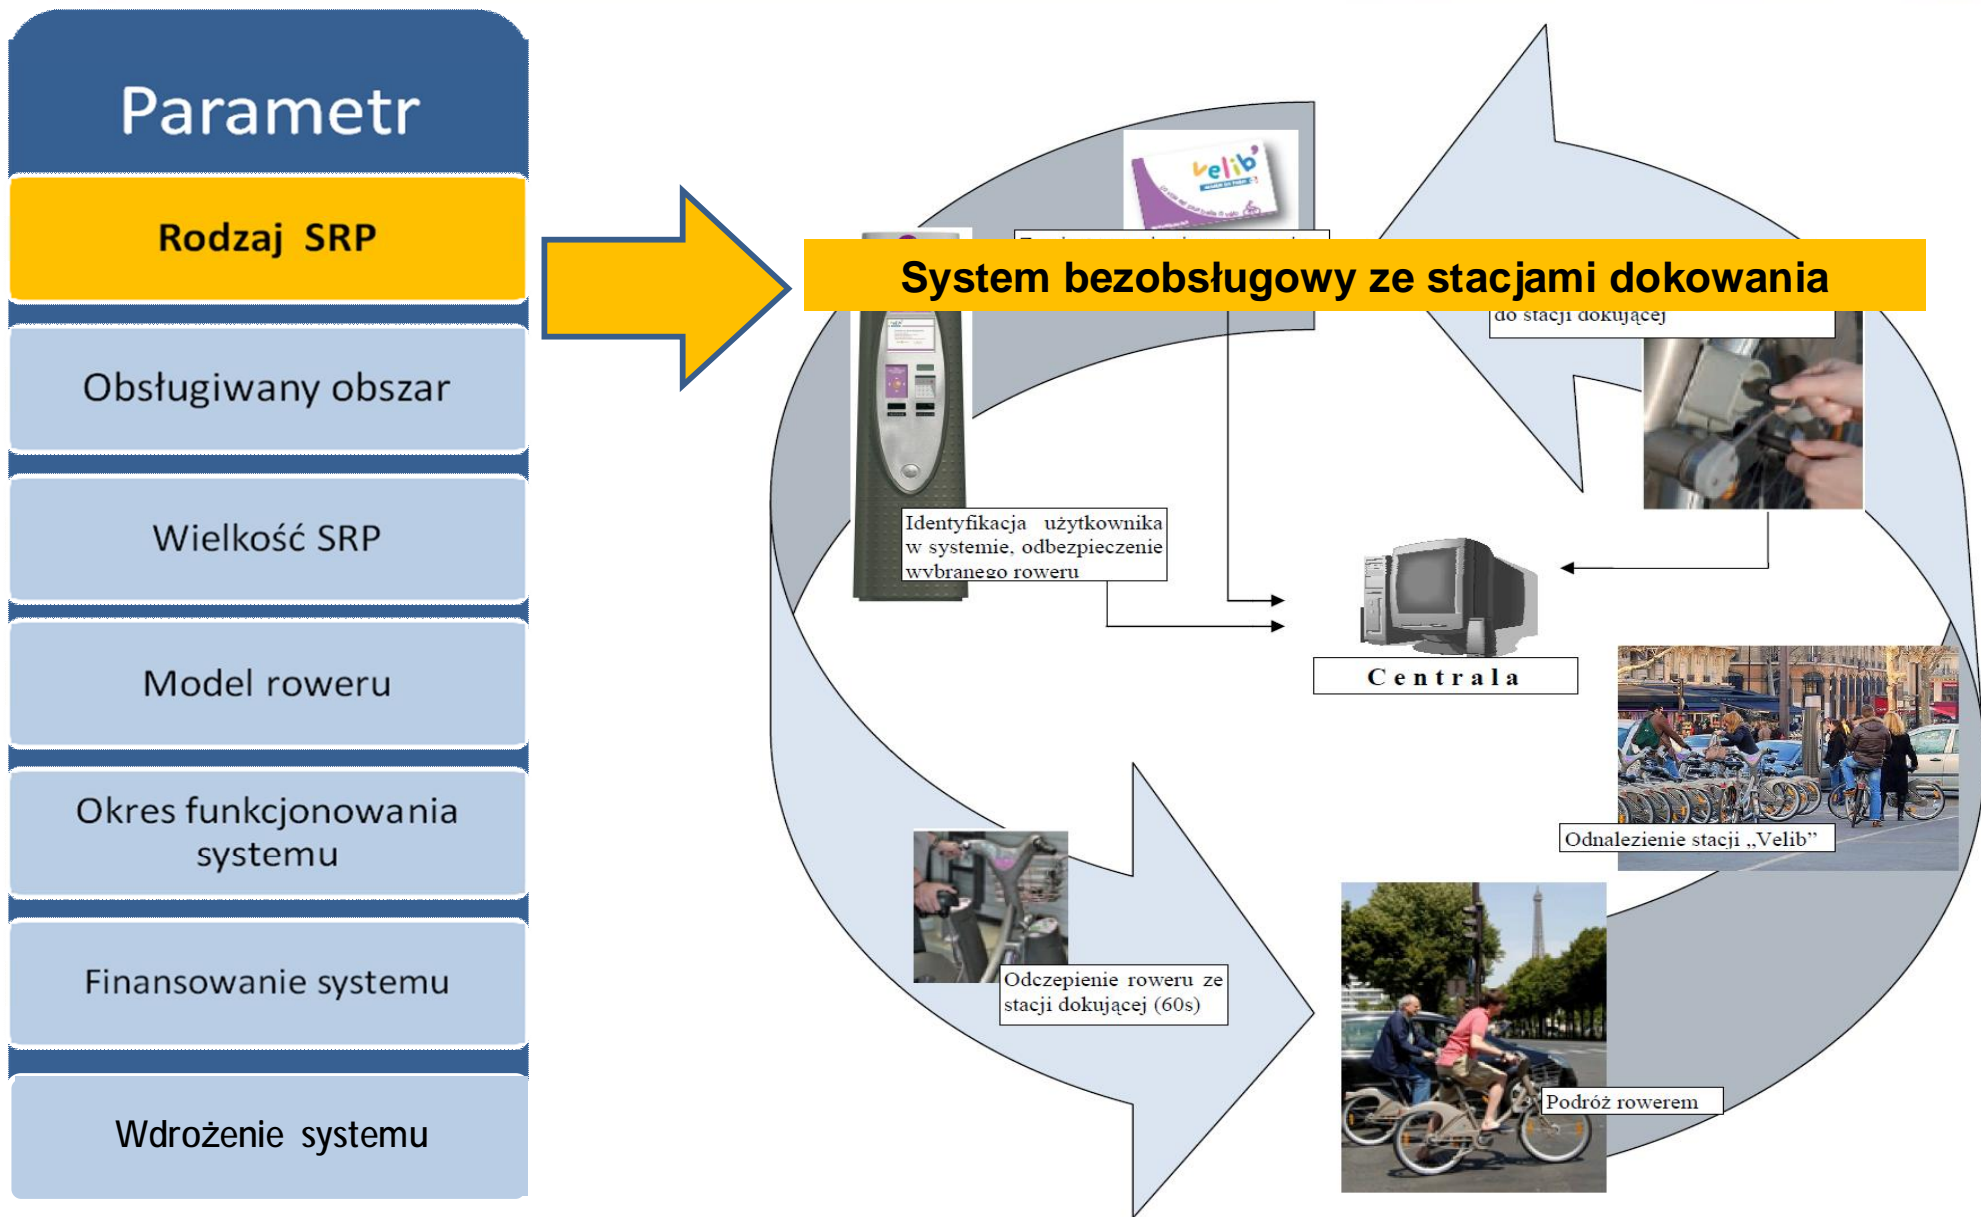 Parametr
Rodzaj SRP
Obsługiwany obszar
Wielkość SRP
Model roweru
Okres funkcjonowania
systemu
Finansowanie systemu
Wdrożenie systemu
velib'
System bezobsługowy ze stacjami dokowania
do stacji dokującej
Identyfikacja użytkownika
w systemie, odbezpieczenie
wybranego roweru
Centrala
Odnalezienie stacji „Velib”
Odczepienie roweru ze
stacji dokującej (60s)
Podróż rowerem